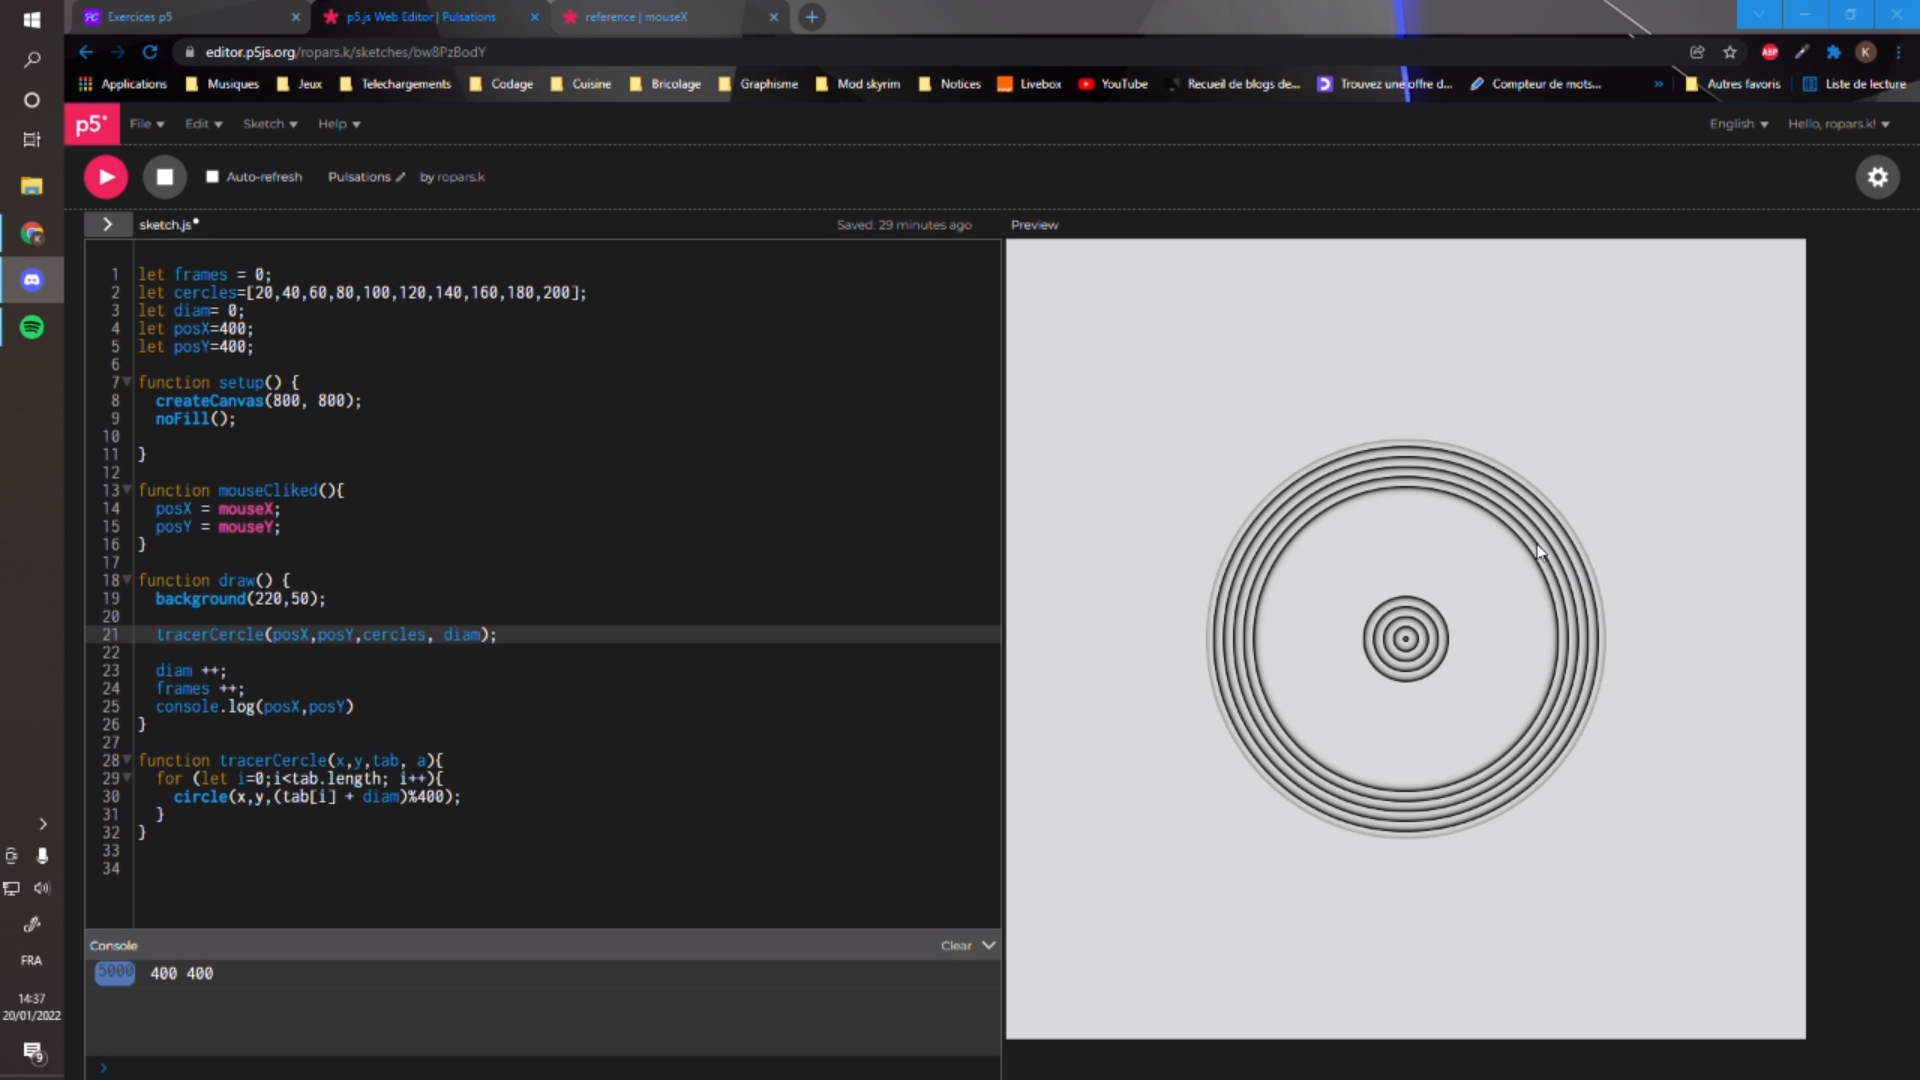 Exercices p5
p5.js Web Editor | Pulsations
reference | mouseX
editor.p5js.org/ropars.k/sketches/bw8PzBodY
Applications Musiques Jeux Telechargements Codage Cuisine Bricolage Graphisme Mod skyrim Notices Livebox YouTube Recueil de blogs de... Trouvez une offre d... Compteur de mots... » Autres favoris Liste de lecture
p5* File Edit Sketch Help English Hello, ropars.k!
Auto-refresh Pulsations by ropars.k
sketch.js Saved: 29 minutes ago Preview
1 let frames = 0;
2 let cercles=[20,40,60,80,100,120,140,160,180,200];
3 let diam= 0;
4 let posX=400;
5 let posY=400;
6
7 function setup() {
8 createCanvas(800, 800);
9 noFill();
10
11 }
12
13 function mouseCliked(){
14 posX = mouseX;
15 posY = mouseY;
16 }
17
18 function draw() {
19 background(220,50);
20
21 tracerCercle(posX,posY,cercles, diam);
22
23 diam ++;
24 frames ++;
25 console.log(posX,posY)
26 }
27
28 function tracerCercle(x,y,tab, a){
29 for (let i=0;i<tab.length; i++){
30 circle(x,y,(tab[i] + diam)%400);
31 }
32 }
33
34
Console Clear
5000 400 400
>
FRA
14:37
20/01/2022
9